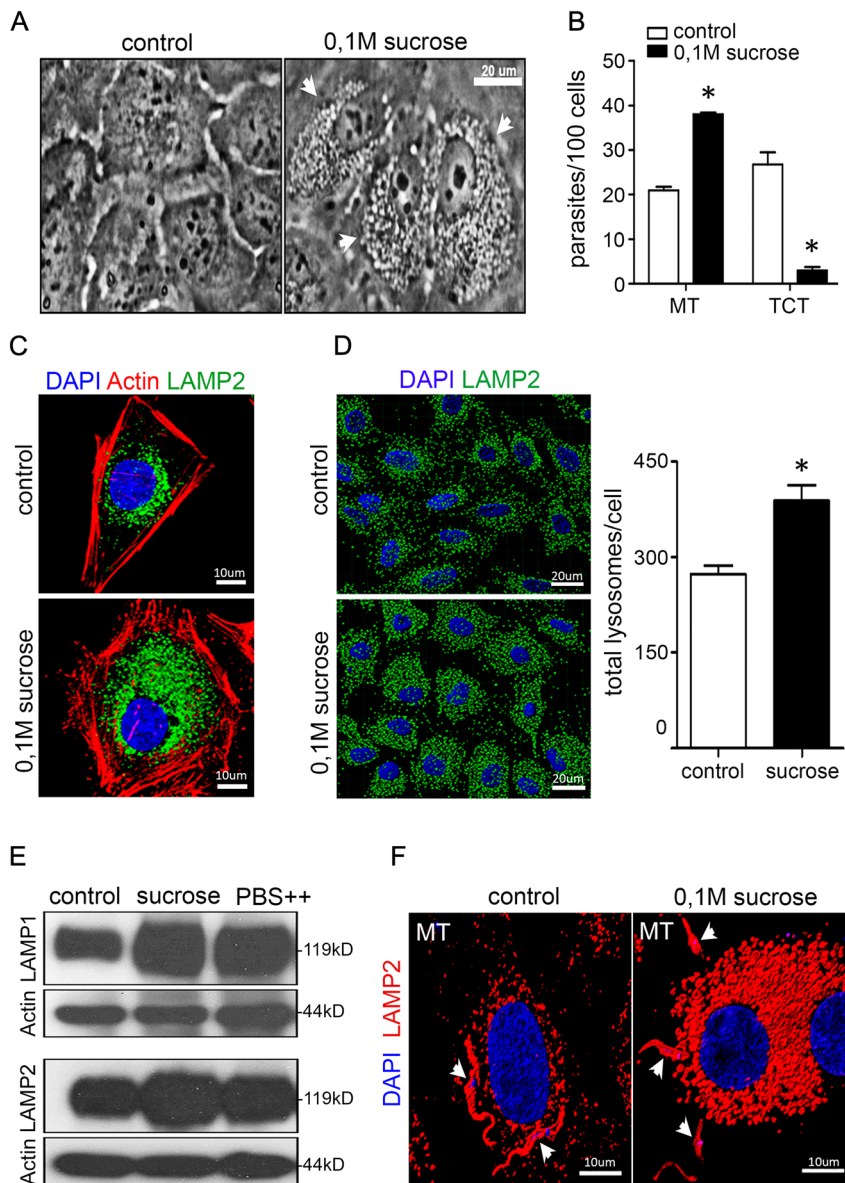 A
control
0,1M sucrose
20 um
B
control
0,1M sucrose
parasites/100 cells
50
40
30
20
10
0
*
*
MT
TCT
C
DAPI Actin LAMP2
control
10um
0,1M sucrose
10um
D
DAPI LAMP2
control
20um
0,1M sucrose
20um
total lysosomes/cell
450
300
150
0
*
control
sucrose
E
control sucrose PBS++
LAMP1
-119kD
Actin
-44kD
LAMP2
-119kD
Actin
-44kD
F
control
0,1M sucrose
DAPI LAMP2
MT
10um
MT
10um